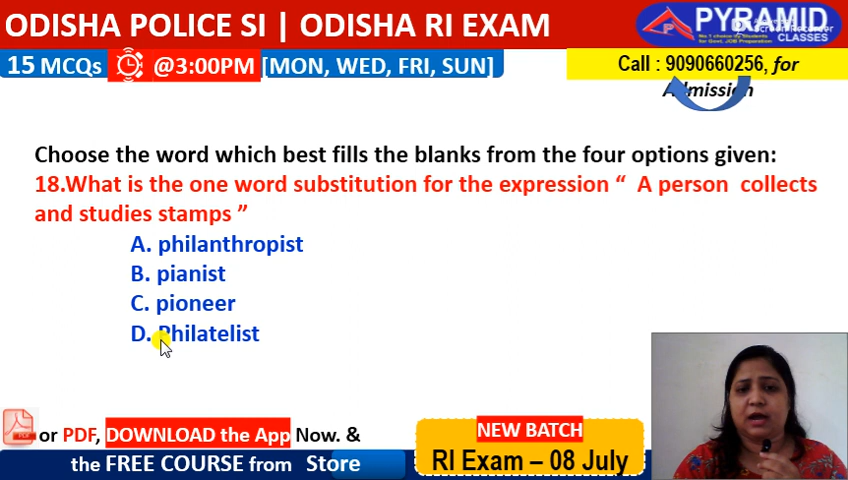 ODISHA POLICE SI | ODISHA RI EXAM
PYRAMID
CLASSES
15 MCQs @3:00PM [MON, WED, FRI, SUN]
Call : 9090660256, for
Admission
Choose the word which best fills the blanks from the four options given:
18.What is the one word substitution for the expression “ A person collects
and studies stamps ”
A. philanthropist
B. pianist
C. pioneer
D. Philatelist
or PDF, DOWNLOAD the App Now. &
the FREE COURSE from Store
NEW BATCH
RI Exam – 08 July